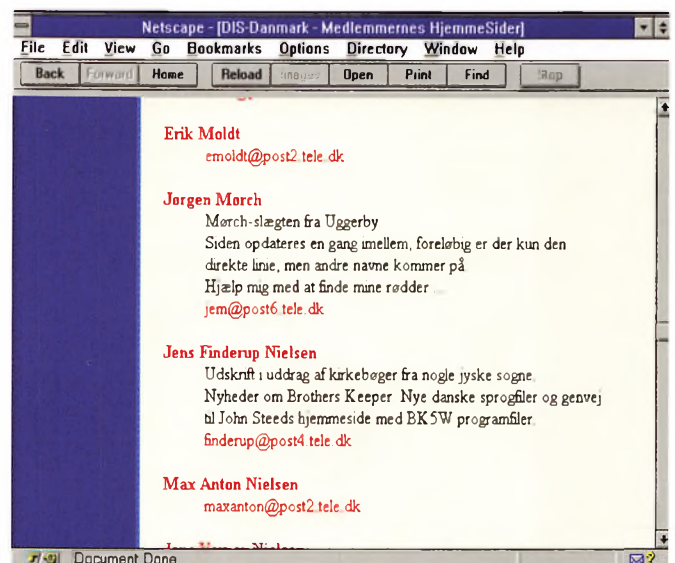 Netscape - [DIS-Danmark - Medlemmernes HjemmeSider]
File Edit View Go Bookmarks Options Directory Window Help
Back Forward Home Reload Images Open Print Find Stop
Erik Moldt
emoldt@post2.tele.dk
Jørgen Mørch
Mørch-slægten fra Uggerby
Siden opdateres en gang imellem, foreløbig er der kun den
direkte linie, men andre navne kommer på.
Hjælp mig med at finde mine rødder ...
jem@post6.tele.dk
Jens Finderup Nielsen
Udskrift i uddrag af kirkebøger fra nogle jyske sogne,
Nyheder om Brothers Keeper Nye danske sprogfiler og genvej
til John Steeds hjemmeside med BK5W programfiler.
finderup@post4.tele.dk
Max Anton Nielsen
maxanton@post2.tele.dk
Nielsen
Document Done